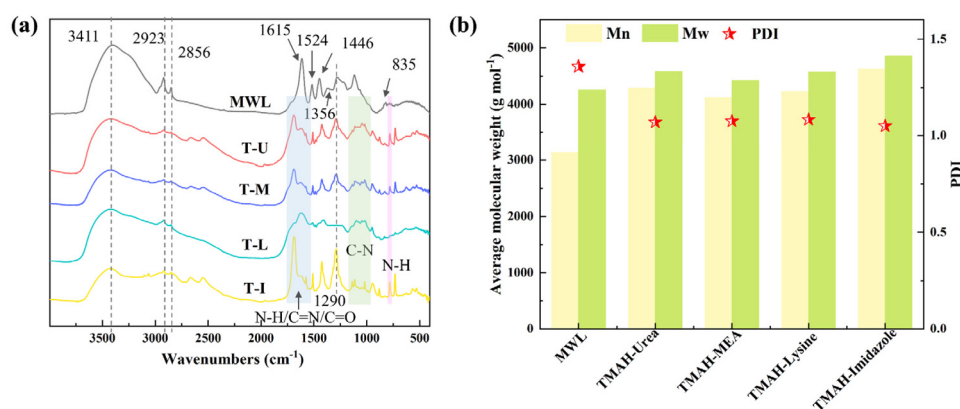 (a)
3411
2923
2856
1615
1524
1446
835
1356
MWL
T-U
T-M
T-L
T-I
C-N
N-H
1290
N-H/C=N/C=O
4000 3500 3000 2500 2000 1500 1000 500
Wavenumbers (cm⁻¹)
(b)
Mn Mw PDI
Average molecular weight (g mol⁻¹)
5000
4000
3000
2000
1000
0
1.5
1.0
0.5
0.0
PDI
MWL
TMAH-Urea
TMAH-MEA
TMAH-Lysine
TMAH-Imidazole